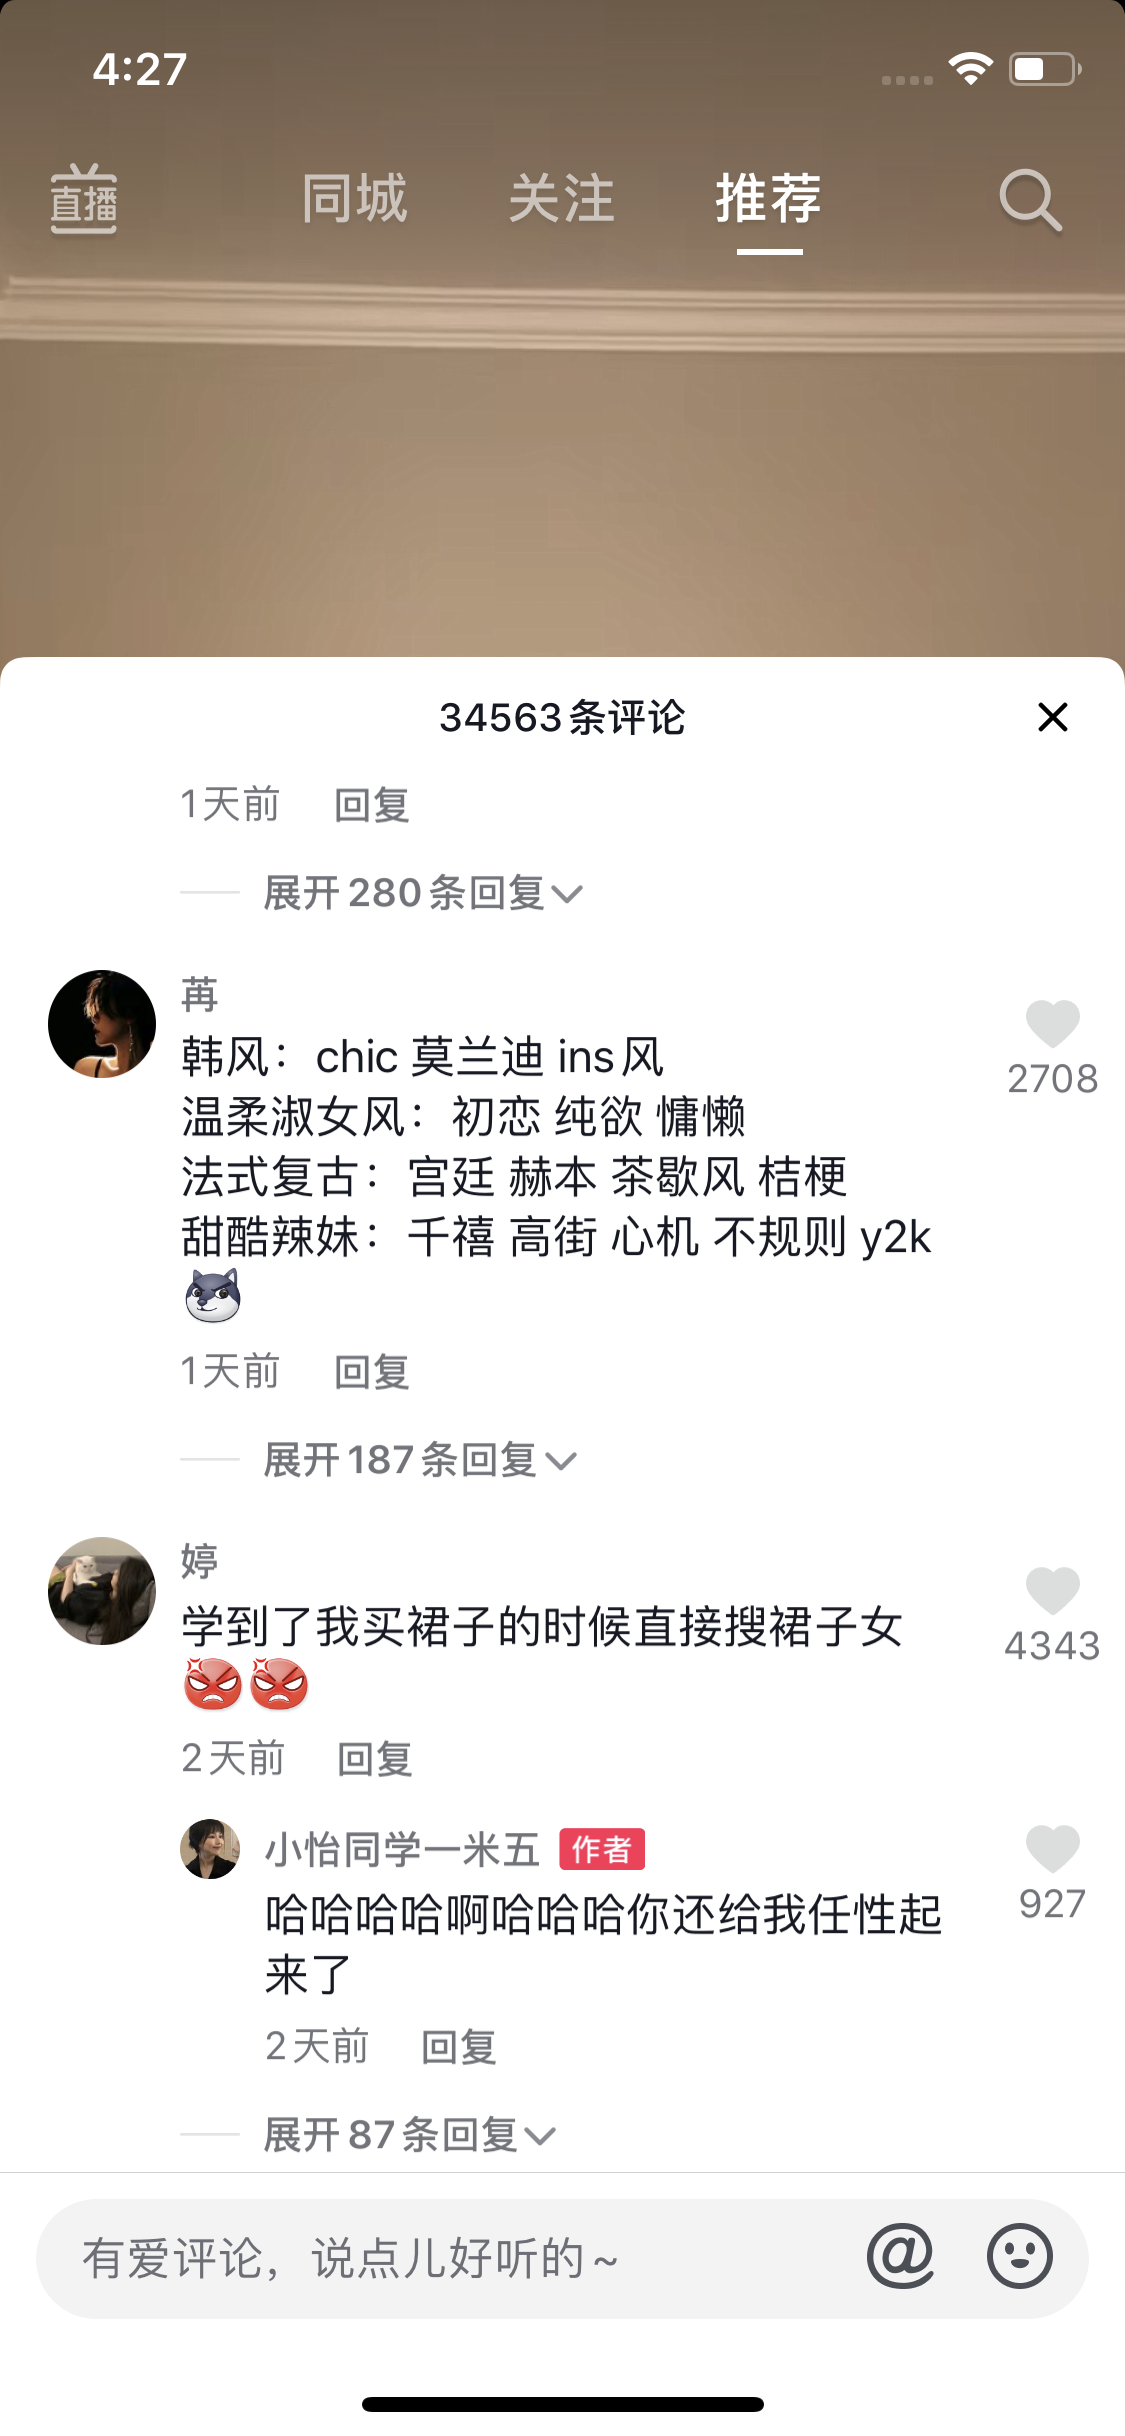 4:27
直播 同城 关注 推荐
34563条评论
1天前 回复
展开280条回复
苒
韩风：chic 莫兰迪 ins风
2708
温柔淑女风：初恋 纯欲 慵懒
法式复古：宫廷 赫本 茶歇风 桔梗
甜酷辣妹：千禧 高街 心机 不规则 y2k
1天前 回复
展开187条回复
婷
学到了我买裙子的时候直接搜裙子女
4343
2天前 回复
小怡同学一米五 作者
哈哈哈哈啊哈哈哈你还给我任性起
927
来了
2天前 回复
展开87条回复
有爱评论，说点儿好听的~